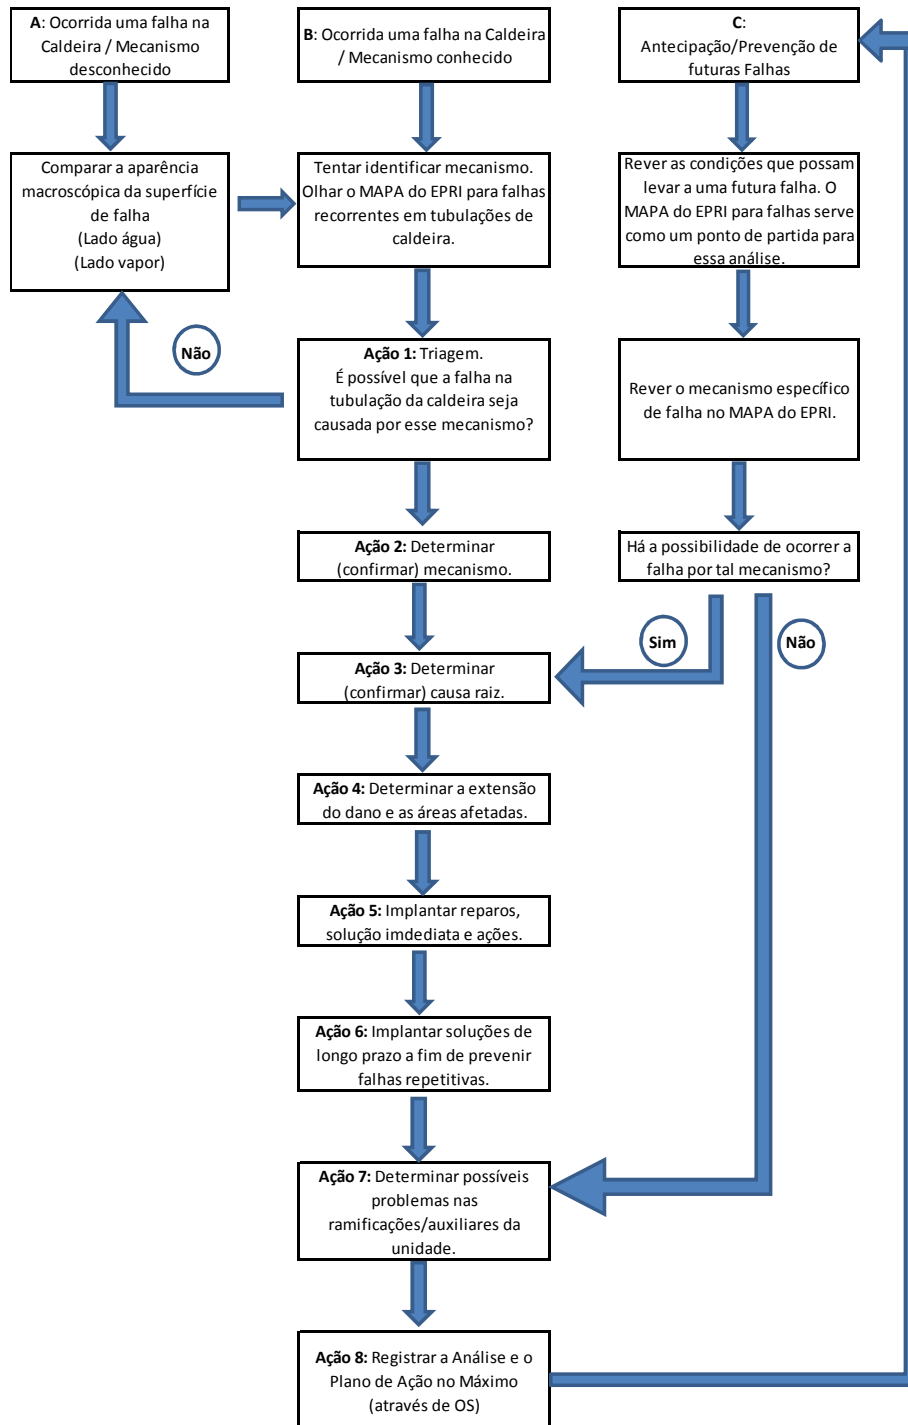 A: Ocorrida uma falha na
Caldeira / Mecanismo
desconhecido
B: Ocorrida uma falha na Caldeira
/ Mecanismo conhecido
C:
Antecipação/Prevenção de
futuras Falhas
Comparar a aparência
macroscópica da superfície
de falha
(Lado água)
(Lado vapor)
Tentar identificar mecanismo.
Olhar o MAPA do EPRI para falhas
recorrentes em tubulações de
caldeira.
Rever as condições que possam
levar a uma futura falha. O
MAPA do EPRI para falhas serve
como um ponto de partida para
essa análise.
Não
Ação 1: Triagem.
É possível que a falha na
tubulação da caldeira seja
causada por esse mecanismo?
Rever o mecanismo específico
de falha no MAPA do EPRI.
Ação 2: Determinar
(confirmar) mecanismo.
Há a possibilidade de ocorrer a
falha por tal mecanismo?
Sim
Não
Ação 3: Determinar
(confirmar) causa raiz.
Ação 4: Determinar a extensão
do dano e as áreas afetadas.
Ação 5: Implantar reparos,
solução imdediata e ações.
Ação 6: Implantar soluções de
longo prazo a fim de prevenir
falhas repetitivas.
Ação 7: Determinar possíveis
problemas nas
ramificações/auxiliares da
unidade.
Ação 8: Registrar a Análise e o
Plano de Ação no Máximo
(através de OS)